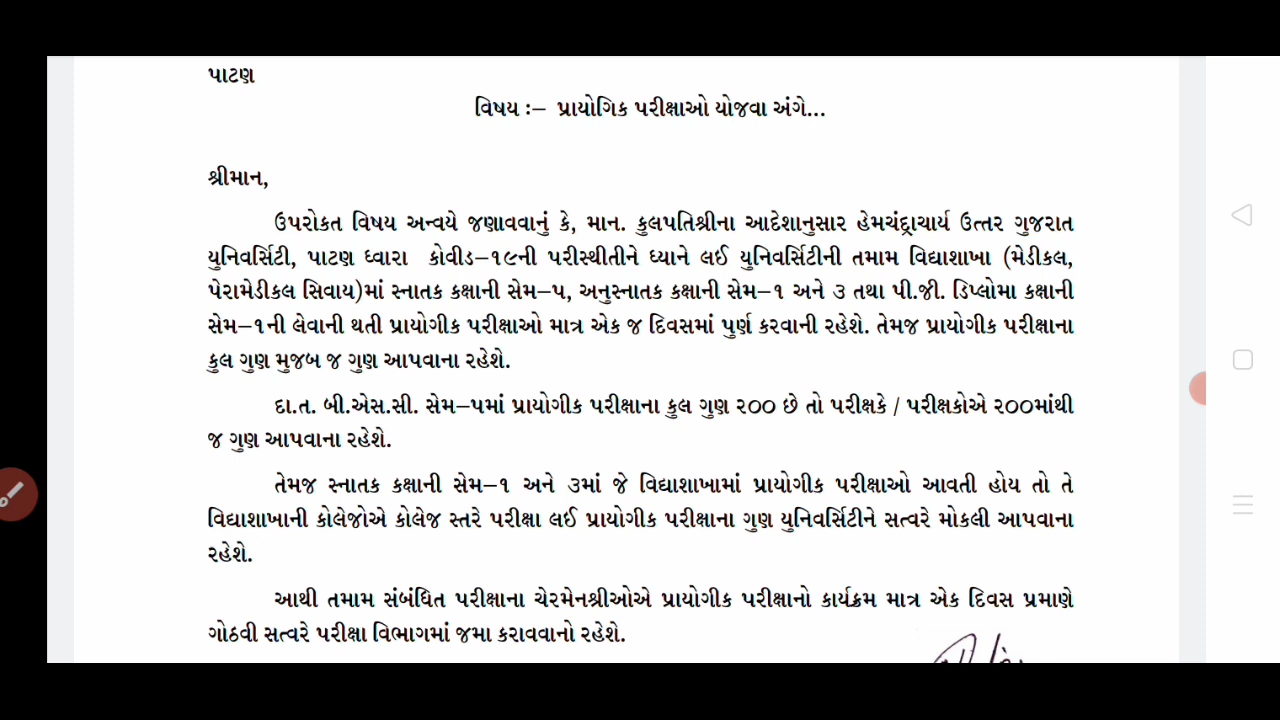 પાટણ
વિષય :– પ્રાયોગિક પરીક્ષાઓ યોજવા અંગે...
શ્રીમાન,
ઉપરોકત વિષય અન્વયે જણાવવાનું કે, માન. કુલપતિશ્રીના આદેશાનુસાર હેમચંદ્રાચાર્ય ઉત્તર ગુજરાત
યુનિવર્સિટી, પાટણ ધ્વારા કોવીડ–૧૯ની પરીસ્થીતીને ધ્યાને લઈ યુનિવર્સિટીની તમામ વિદ્યાશાખા (મેડીકલ,
પેરામેડીકલ સિવાય)માં સ્નાતક કક્ષાની સેમ–૫, અનુસ્નાતક કક્ષાની સેમ–૧ અને ૩ તથા પી.જી. ડિપ્લોમા કક્ષાની
સેમ–૧ની લેવાની થતી પ્રાયોગીક પરીક્ષાઓ માત્ર એક જ દિવસમાં પુર્ણ કરવાની રહેશે. તેમજ પ્રાયોગીક પરીક્ષાના
કુલ ગુણ મુજબ જ ગુણ આપવાના રહેશે.
દા.ત. બી.એસ.સી. સેમ–૫માં પ્રાયોગીક પરીક્ષાના કુલ ગુણ ૨૦૦ છે તો પરીક્ષકે / પરીક્ષકોએ ૨૦૦માંથી
જ ગુણ આપવાના રહેશે.
તેમજ સ્નાતક કક્ષાની સેમ–૧ અને ૩માં જે વિદ્યાશાખામાં પ્રાયોગીક પરીક્ષાઓ આવતી હોય તો તે
વિદ્યાશાખાની કોલેજોએ કોલેજ સ્તરે પરીક્ષા લઈ પ્રાયોગીક પરીક્ષાના ગુણ યુનિવર્સિટીને સત્વરે મોકલી આપવાના
રહેશે.
આથી તમામ સંબંધિત પરીક્ષાના ચેરમેનશ્રીઓએ પ્રાયોગીક પરીક્ષાનો કાર્યક્રમ માત્ર એક દિવસ પ્રમાણે
ગોઠવી સત્વરે પરીક્ષા વિભાગમાં જમા કરાવવાનો રહેશે.